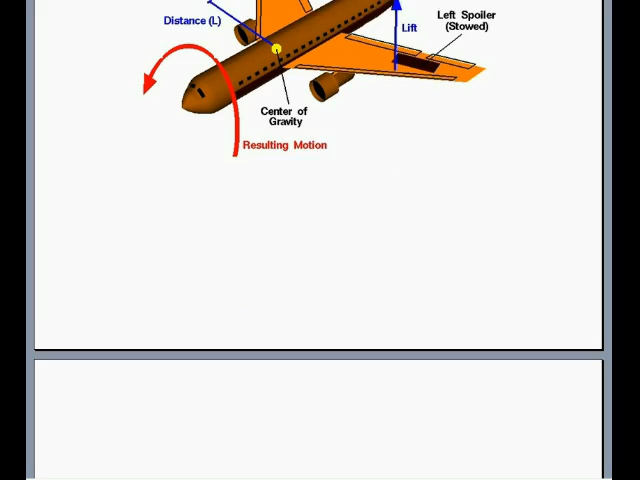 Left Spoiler
(Stowed)
Distance (L)
Lift
Center of
Gravity
Resulting Motion